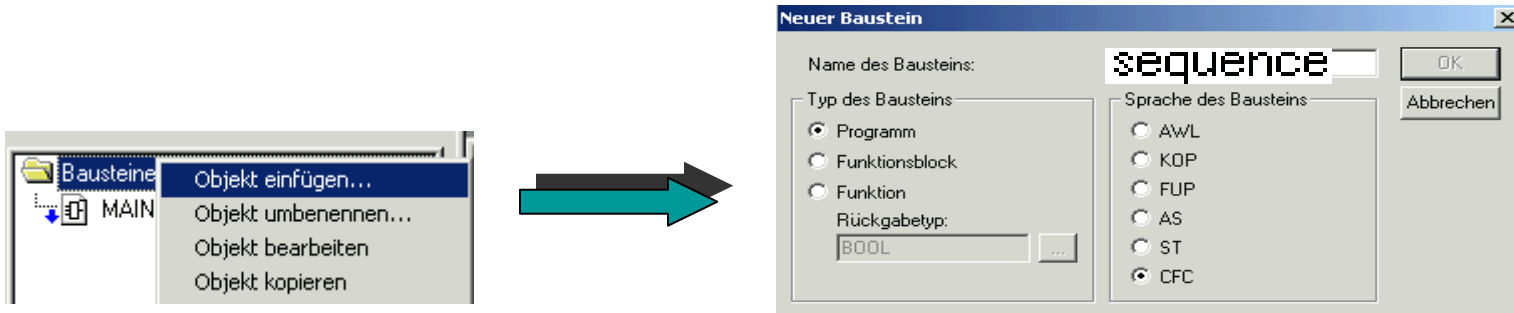 Bausteine
MAIN
Objekt einfügen...
Objekt umbenennen...
Objekt bearbeiten
Objekt kopieren
Neuer Baustein
Name des Bausteins:
sequence
OK
Abbrechen
Typ des Bausteins
Programm
Funktionsblock
Funktion
Rückgabetyp:
BOOL
...
Sprache des Bausteins
AWL
KOP
FUP
AS
ST
CFC